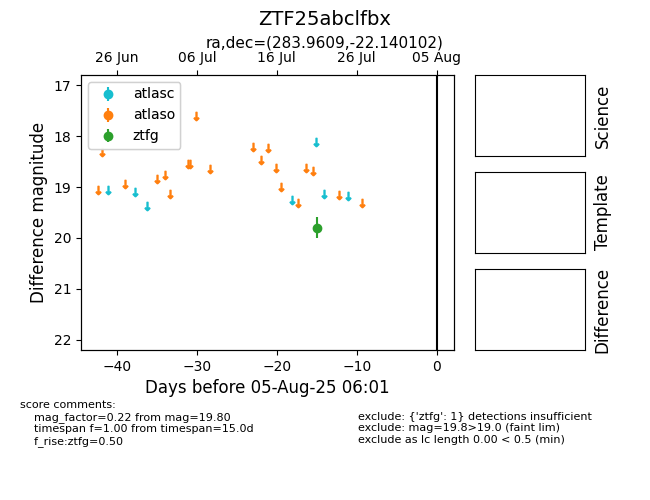 ZTF25abclfbx
ra,dec=(283.9609,-22.140102)
26 Jun
06 Jul
16 Jul
26 Jul
05 Aug
atlasc
atlaso
ztfg
17
18
19
20
21
22
Difference magnitude
−40
−30
−20
−10
0
Days before 05-Aug-25 06:01
Science
Template
Difference
score comments:
mag_factor=0.22 from mag=19.80
timespan f=1.00 from timespan=15.0d
f_rise:ztfg=0.50
exclude: {'ztfg': 1} detections insufficient
exclude: mag=19.8>19.0 (faint lim)
exclude as lc length 0.00 < 0.5 (min)